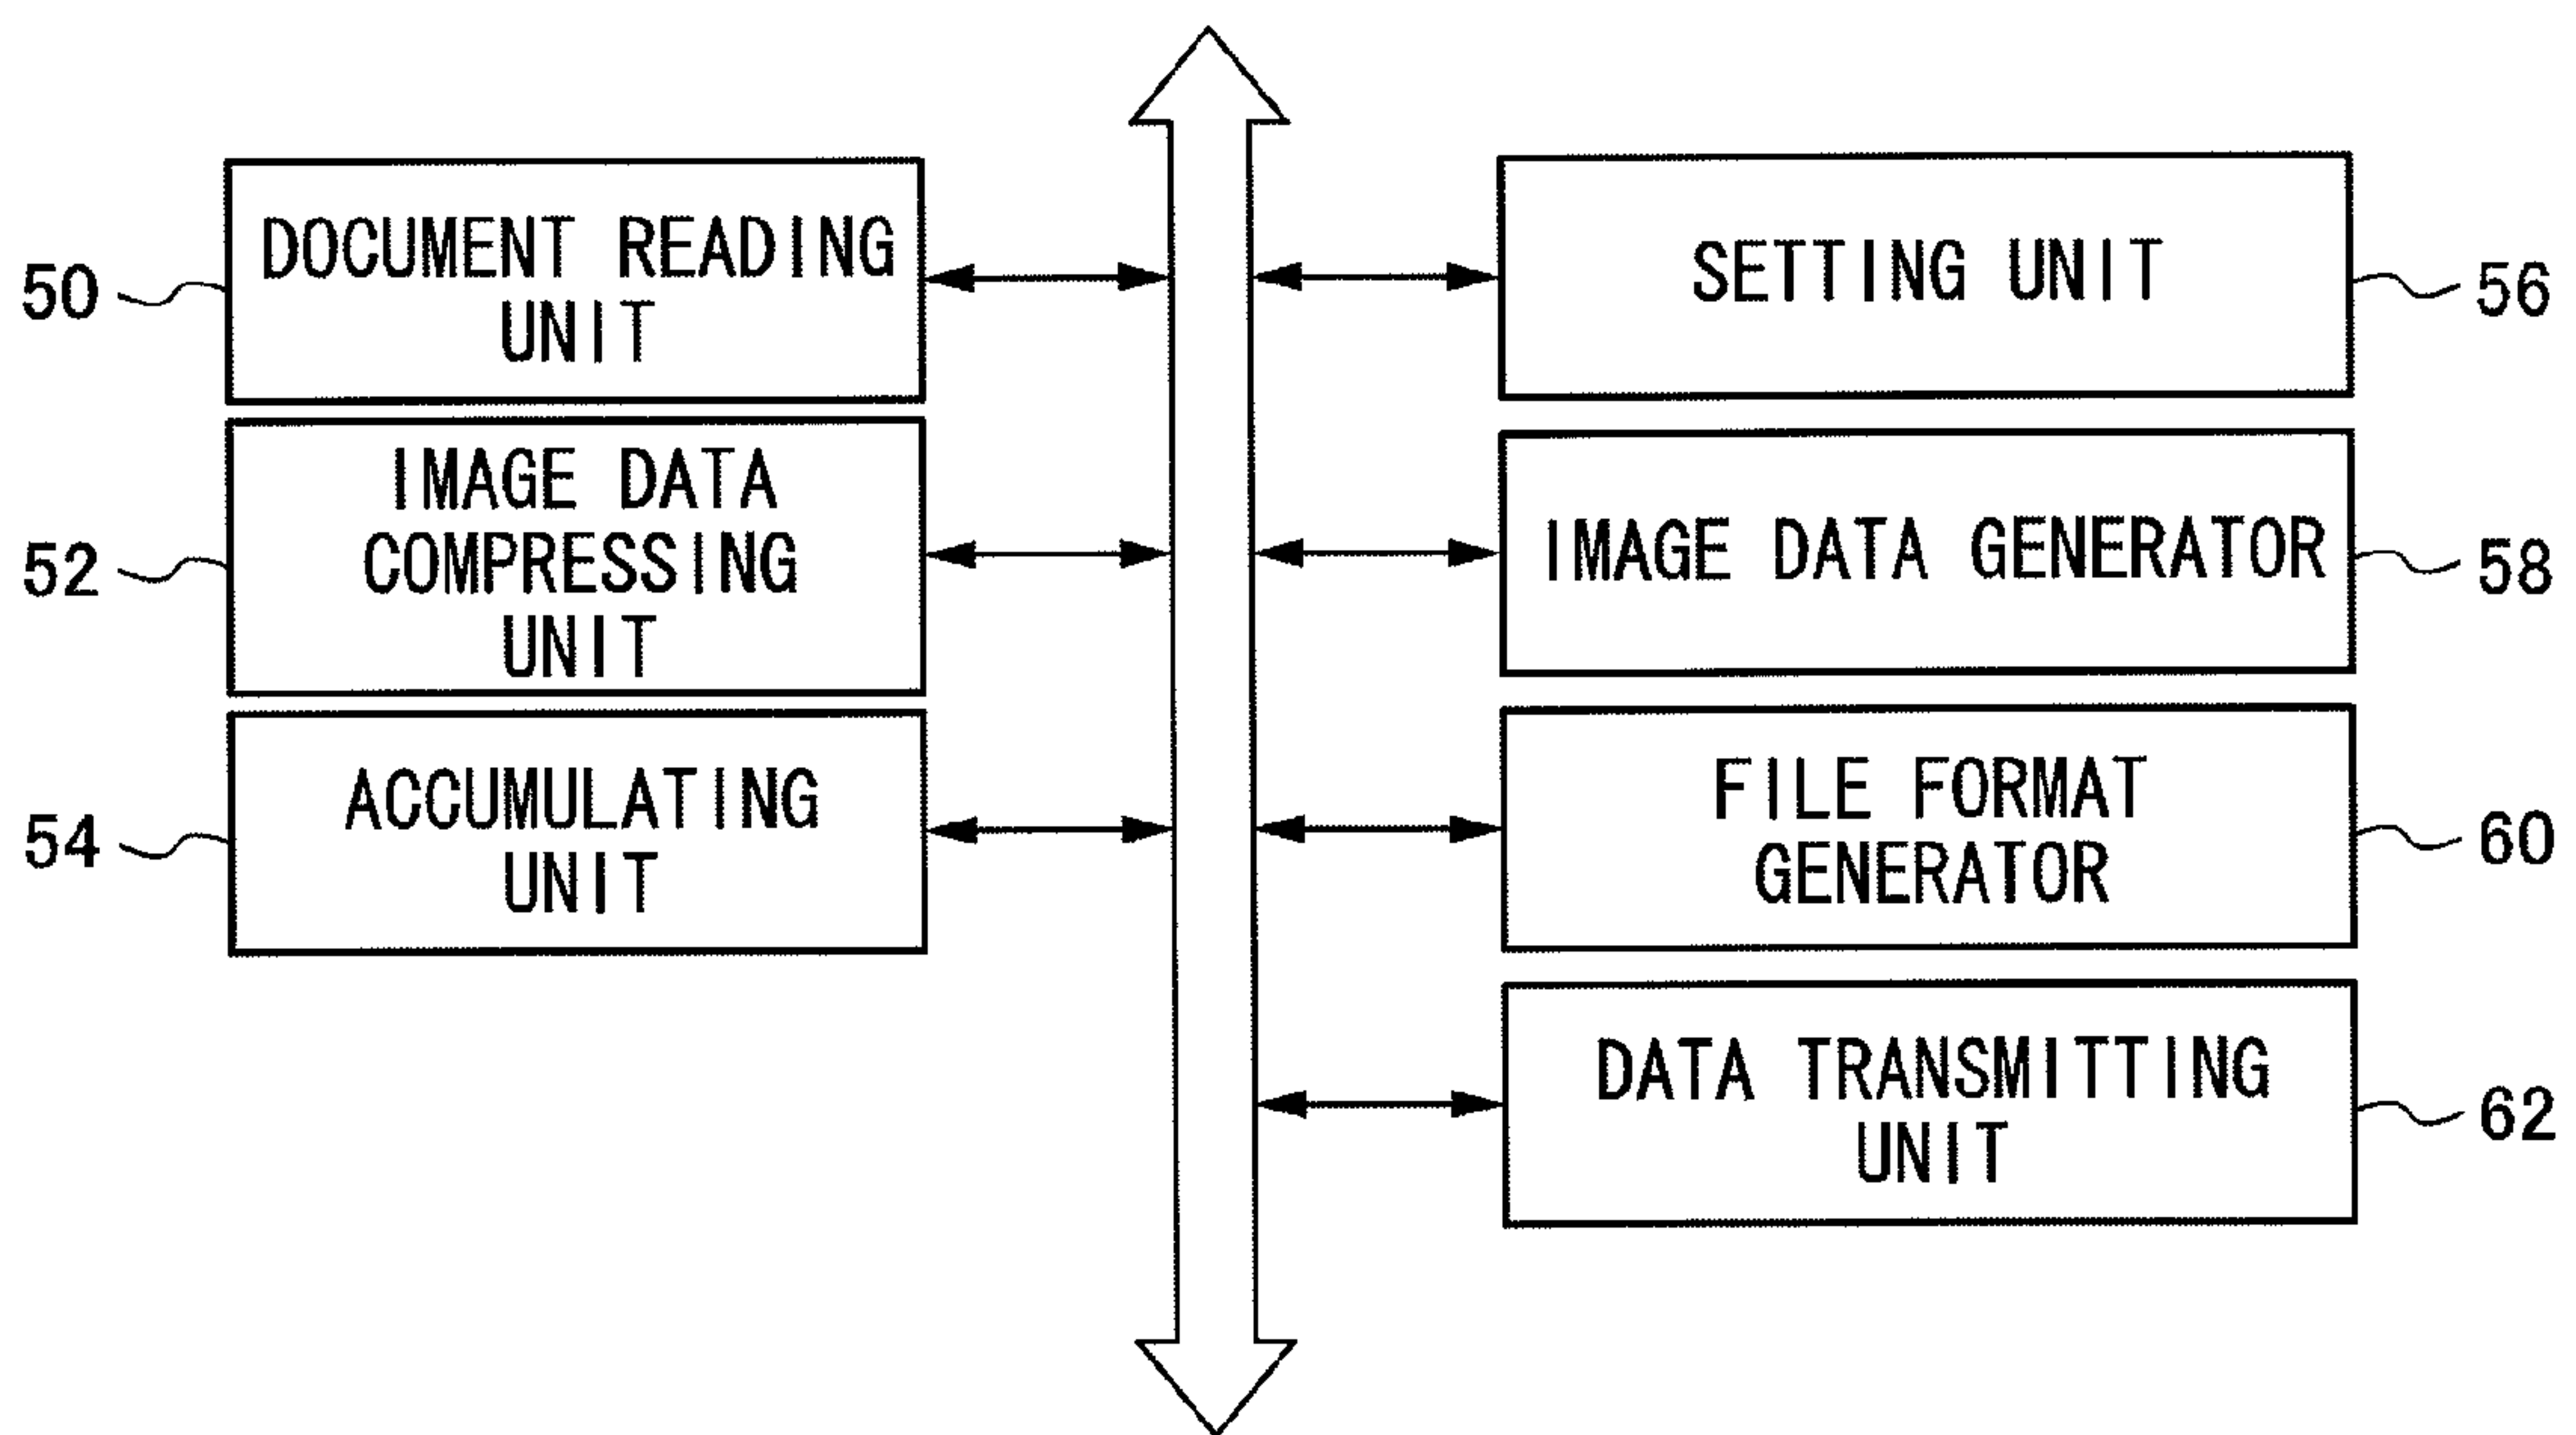 50
DOCUMENT READING
UNIT
52
IMAGE DATA
COMPRESSING
UNIT
54
ACCUMULATING
UNIT
SETTING UNIT
56
IMAGE DATA GENERATOR
58
FILE FORMAT
GENERATOR
60
DATA TRANSMITTING
UNIT
62